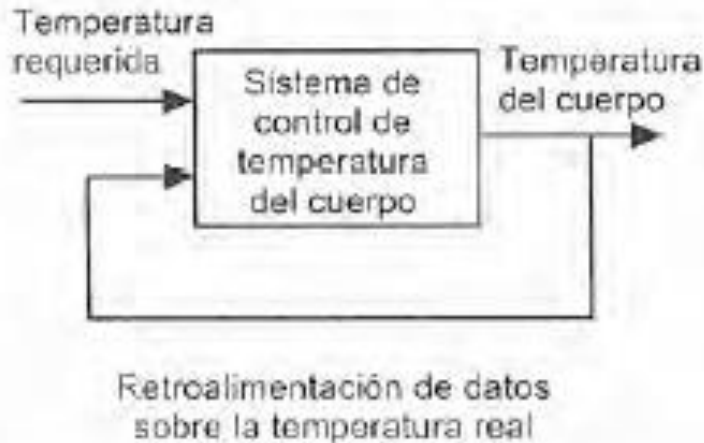 Temperatura
requerida
Sistema de
control de
temperatura
del cuerpo
Temperatura
del cuerpo
Retroalimentación de datos
sobre la temperatura real